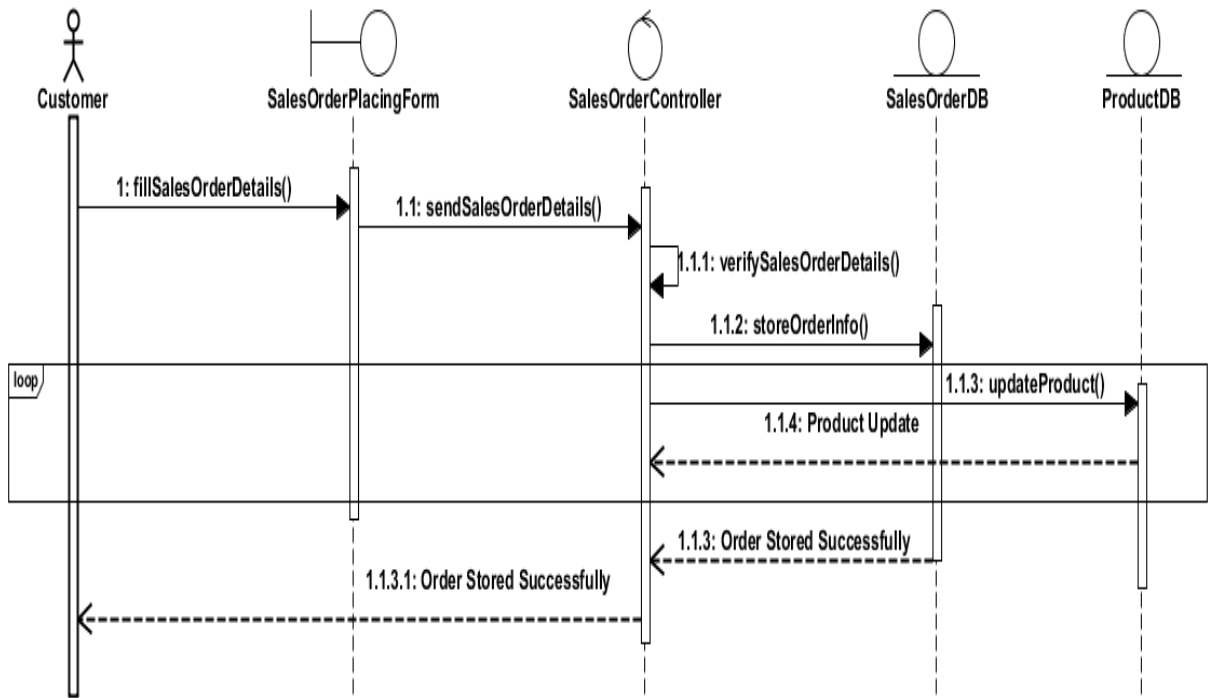 Customer
SalesOrderPlacingForm
SalesOrderController
SalesOrderDB
ProductDB
1: fillSalesOrderDetails()
1.1: sendSalesOrderDetails()
1.1.1: verifySalesOrderDetails()
1.1.2: storeOrderInfo()
loop
1.1.3: updateProduct()
1.1.4: Product Update
1.1.3: Order Stored Successfully
1.1.3.1: Order Stored Successfully